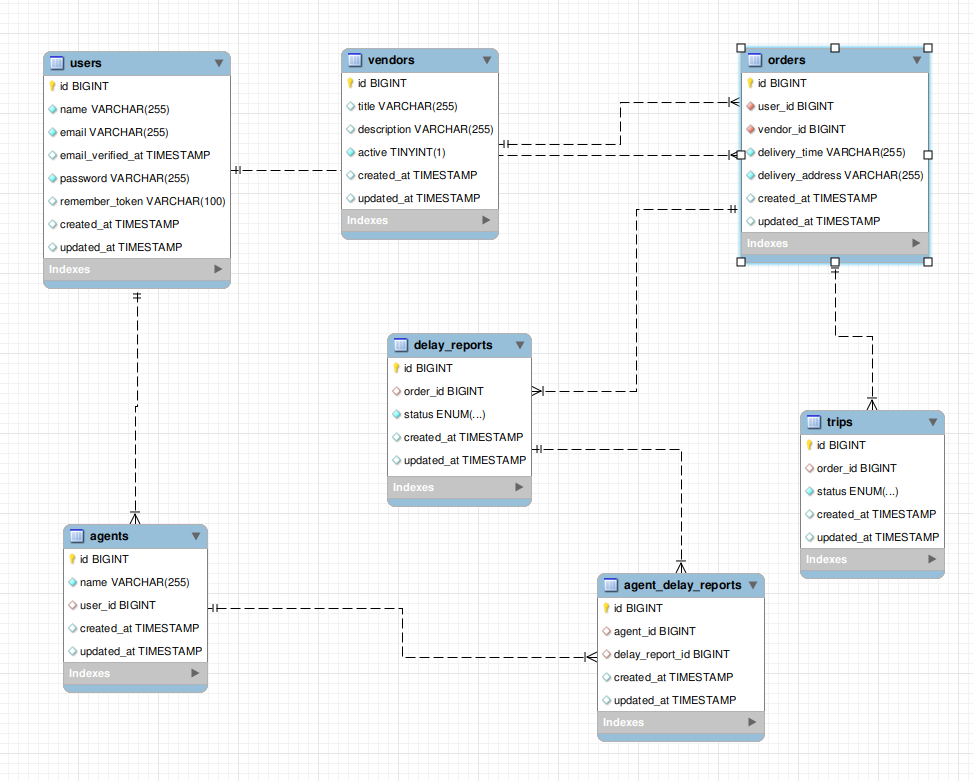 users
id BIGINT
name VARCHAR(255)
email VARCHAR(255)
email_verified_at TIMESTAMP
password VARCHAR(255)
remember_token VARCHAR(100)
created_at TIMESTAMP
updated_at TIMESTAMP
Indexes
vendors
id BIGINT
title VARCHAR(255)
description VARCHAR(255)
active TINYINT(1)
created_at TIMESTAMP
updated_at TIMESTAMP
Indexes
orders
id BIGINT
user_id BIGINT
vendor_id BIGINT
delivery_time VARCHAR(255)
delivery_address VARCHAR(255)
created_at TIMESTAMP
updated_at TIMESTAMP
Indexes
delay_reports
id BIGINT
order_id BIGINT
status ENUM(...)
created_at TIMESTAMP
updated_at TIMESTAMP
Indexes
trips
id BIGINT
order_id BIGINT
status ENUM(...)
created_at TIMESTAMP
updated_at TIMESTAMP
Indexes
agents
id BIGINT
name VARCHAR(255)
user_id BIGINT
created_at TIMESTAMP
updated_at TIMESTAMP
Indexes
agent_delay_reports
id BIGINT
agent_id BIGINT
delay_report_id BIGINT
created_at TIMESTAMP
updated_at TIMESTAMP
Indexes